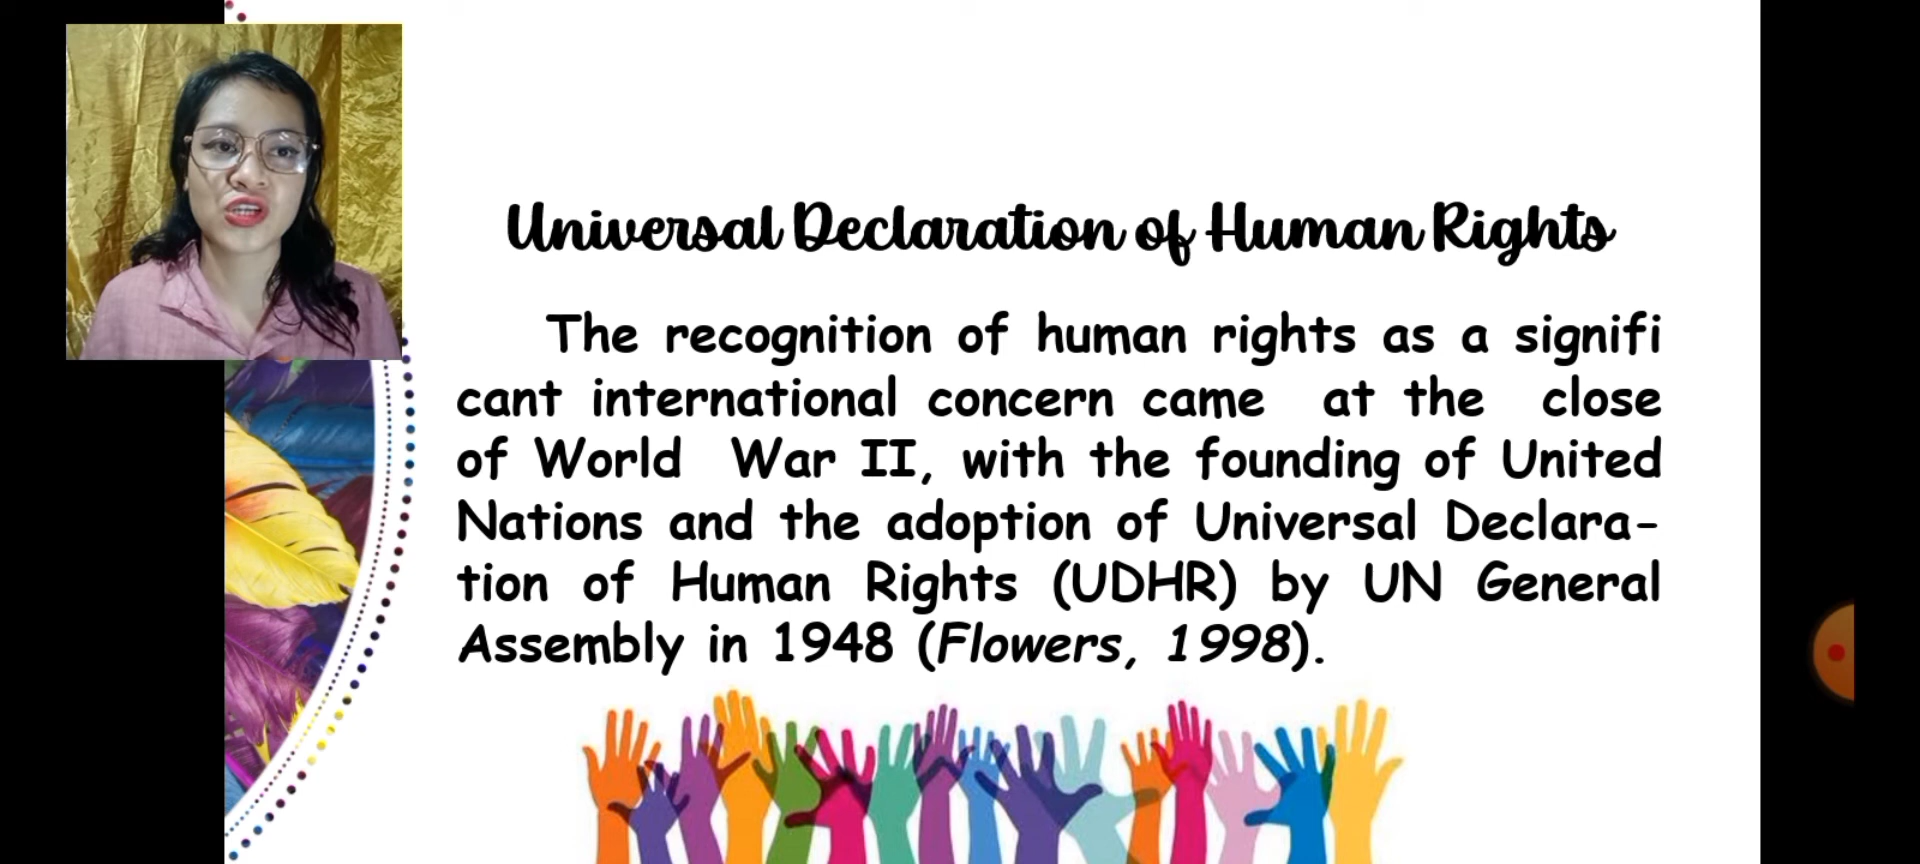 Universal Declaration of Human Rights
The recognition of human rights as a signifi
cant international concern came at the close
of World War II, with the founding of United
Nations and the adoption of Universal Declara-
tion of Human Rights (UDHR) by UN General
Assembly in 1948 (Flowers, 1998).